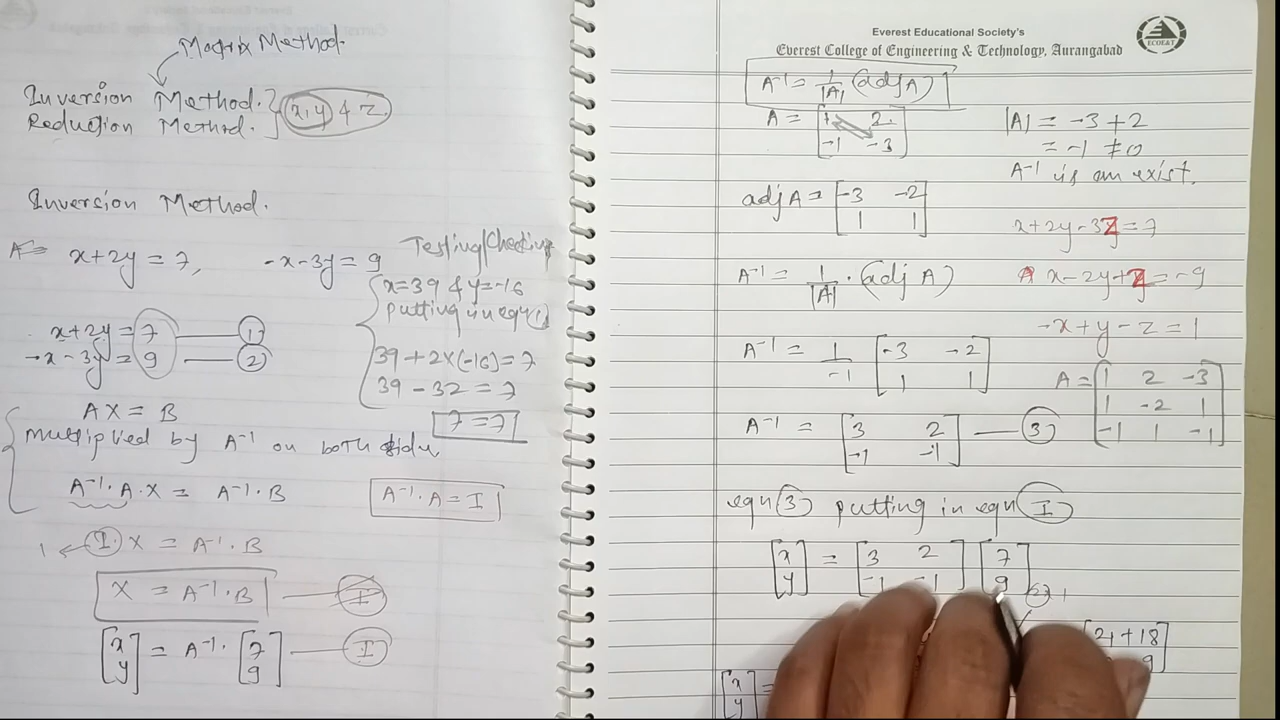 Matrix Method.
Inversion Method.
Reduction Method.
x, y & z.
Inversion Method.
x+2y = 7, -x-3y = 9
x+2y = 7 —— 1
-x-3y = 9 —— 2
AX = B
Multiplied by A⁻¹ on both side
A⁻¹. A. X = A⁻¹. B
A⁻¹. A = I
1 ← I. X = A⁻¹. B
X = A⁻¹. B —— I
[x y] = A⁻¹. [7 9] —— I
Testing/Checking
x=39 & y=-16
putting in eqn 1
39+2x(-16)=7
39-32 = 7
7=7
Everest Educational Society's
Everest College of Engineering & Technology, Aurangabad
ECOE&T
A⁻¹ = 1/|A| (adj A)
A = [1 2. -1 -3]
|A| = -3+2
= -1 ≠ 0
A⁻¹ is an exist.
adj A = [-3 -2 1 1]
x+2y-3z=7
A⁻¹ = 1/|A| . (adj A)
x-2y+z=-9
-x+y-z=1
A⁻¹ = 1/-1 [-3 -2 1 1]
A = [1 2 -3 1 -2 1 -1 1 -1]
A⁻¹ = [3 2 -1 -1] —— 3
eqn 3 putting in eqn I
[x y] = [3 2 -1 -1] [7 9]
21+18
9
[x y] =